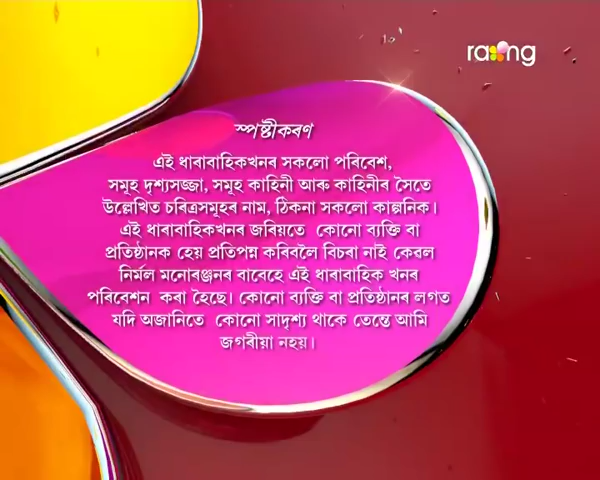 rang
স্পষ্টীকৰণ
এই ধাৰাবাহিকখনৰ সকলো পৰিবেশ,
সমূহ দৃশ্যসজ্জা, সমূহ কাহিনী আৰু কাহিনীৰ সৈতে
উল্লেখিত চৰিত্ৰসমূহৰ নাম, ঠিকনা সকলো কাল্পনিক।
এই ধাৰাবাহিকখনৰ জৰিয়তে কোনো ব্যক্তি বা
প্ৰতিষ্ঠানক হেয় প্ৰতিপন্ন কৰিবলৈ বিচৰা নাই কেৱল
নিৰ্মল মনোৰঞ্জনৰ বাবেহে এই ধাৰাবাহিক খনৰ
পৰিবেশন কৰা হৈছে। কোনো ব্যক্তি বা প্ৰতিষ্ঠানৰ লগত
যদি অজানিতে কোনো সাদৃশ্য থাকে তেন্তে আমি
জগৰীয়া নহয়।